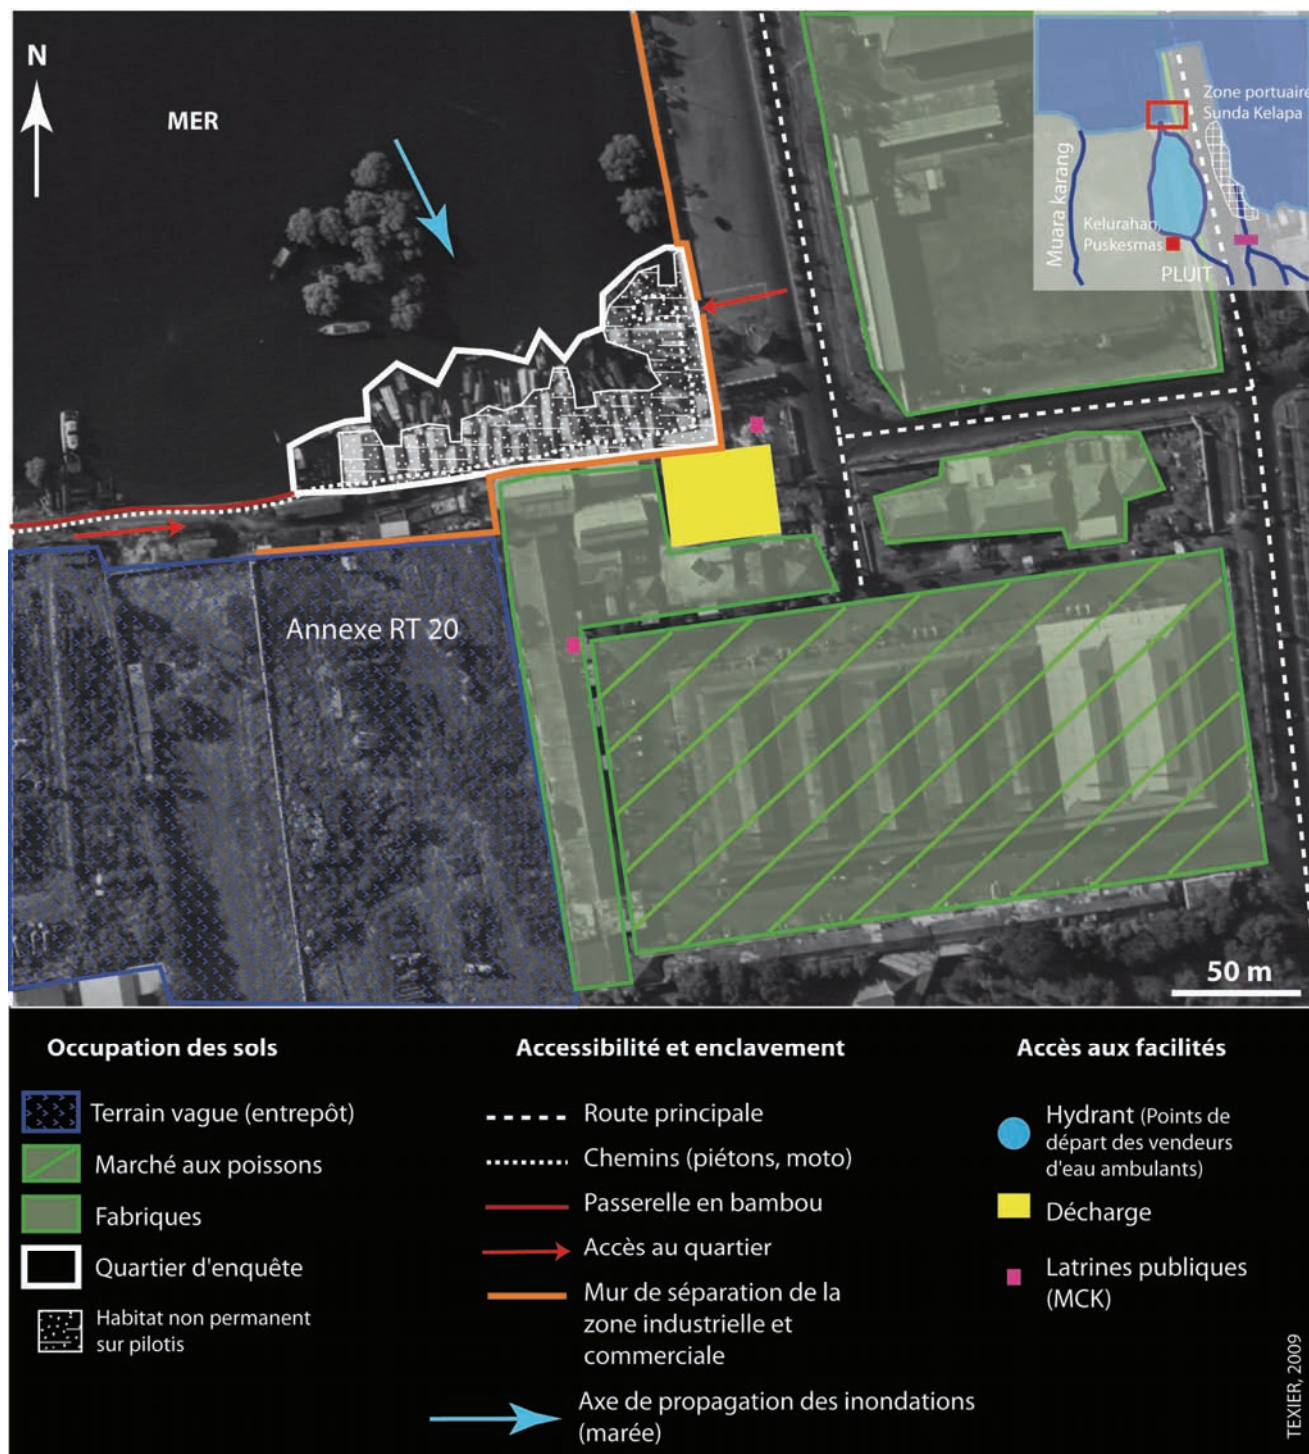 N
MER
Zone portuaire
Sunda Kelapa
Muara karang
Kelurahan,
Puskesmas
PLUIT
Annexe RT 20
50 m
Occupation des sols
Terrain vague (entrepôt)
Marché aux poissons
Fabriques
Quartier d'enquête
Habitat non permanent
sur pilotis
Accessibilité et enclavement
Route principale
Chemins (piétons, moto)
Passerelle en bambou
Accès au quartier
Mur de séparation de la
zone industrielle et
commerciale
Axe de propagation des inondations
(marée)
Accès aux facilités
Hydrant (Points de
départ des vendeurs
d'eau ambulants)
Décharge
Latrines publiques
(MCK)
TEXIER, 2009